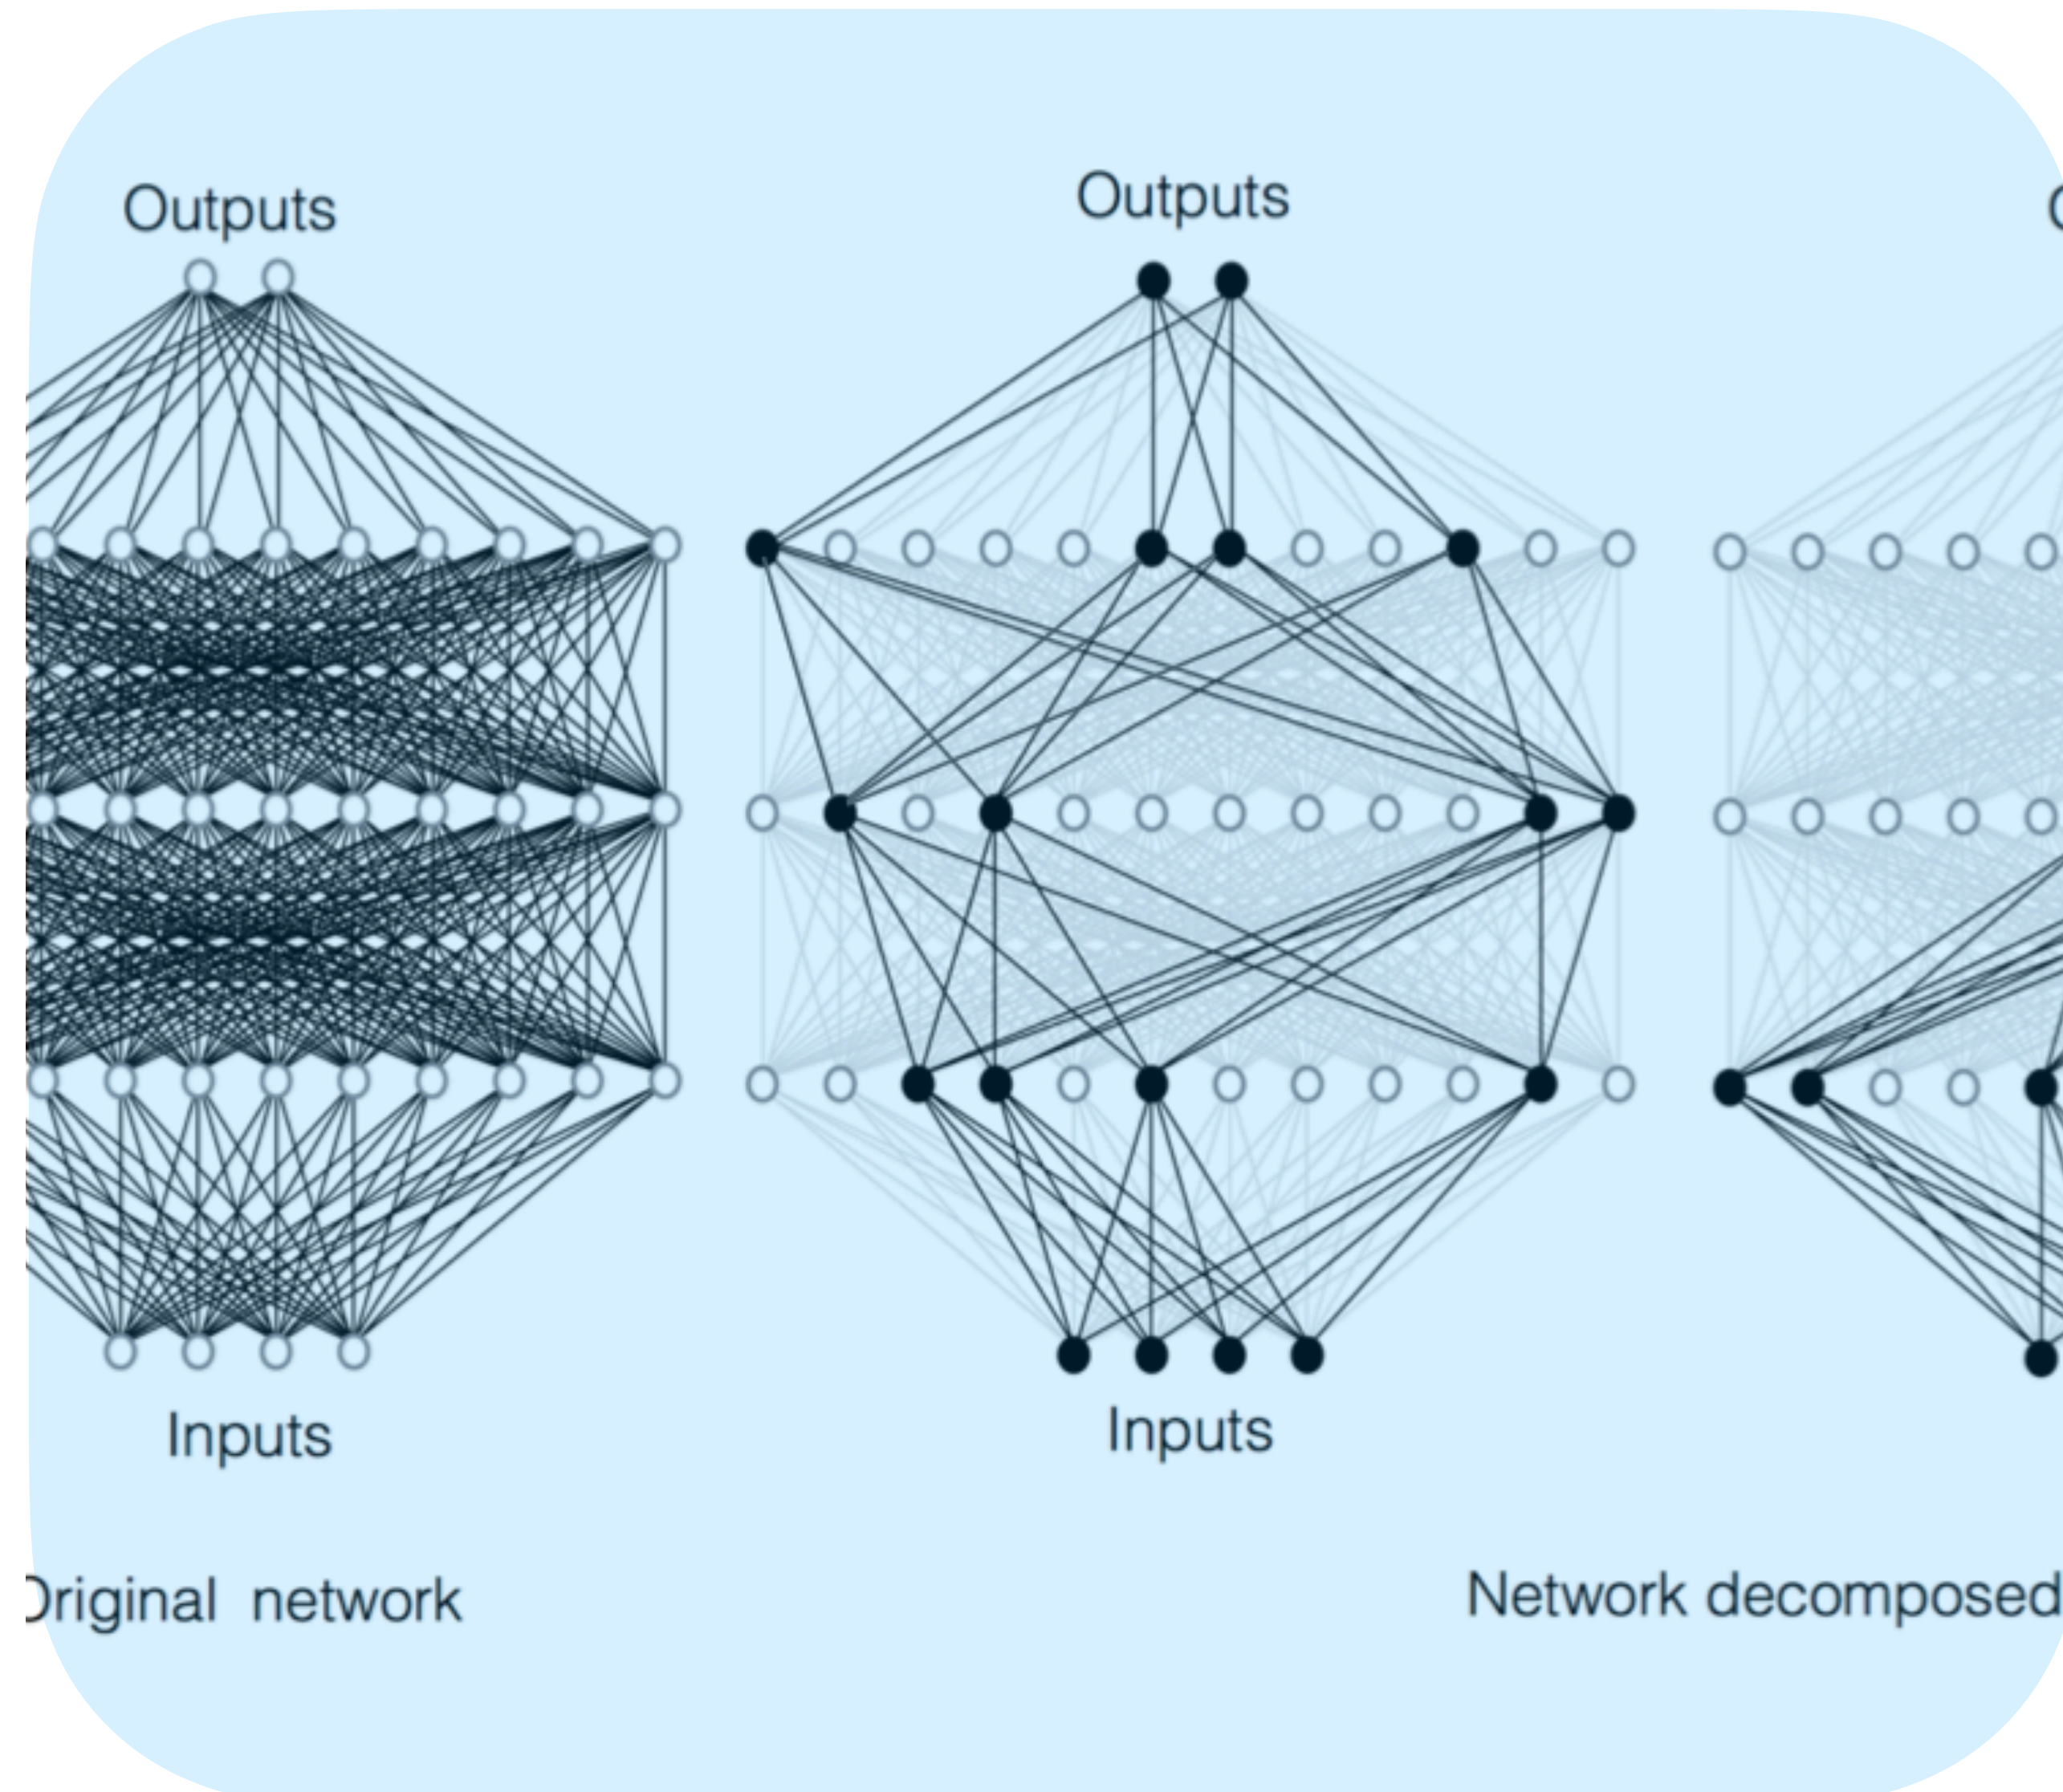 Outputs
Outputs
Inputs
Inputs
Original network
Network decomposed